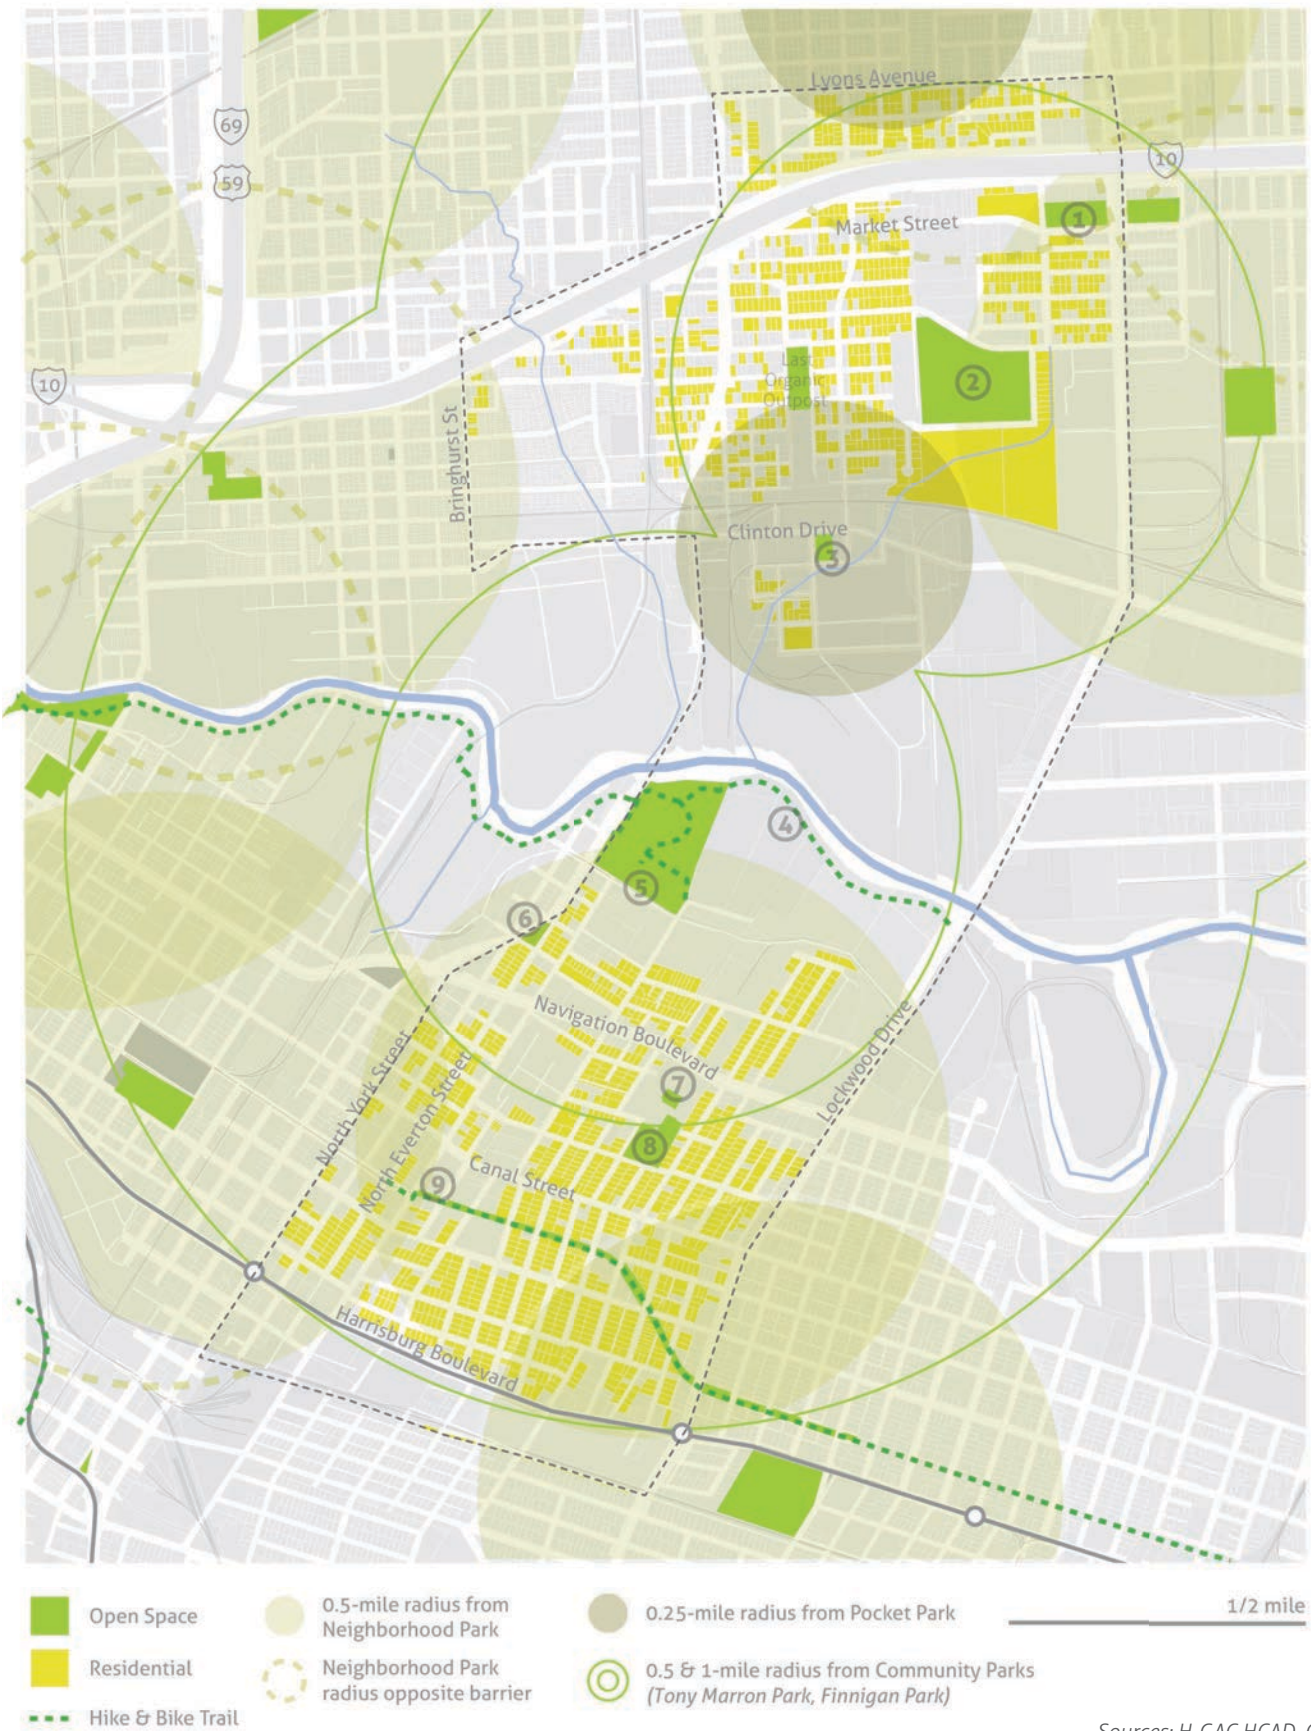 Lyons Avenue
69
59
10
1
Market Street
Last
Organic
Outpost
2
10
Bringhurst St
Clinton Drive
3
4
5
6
Navigation Boulevard
Lockwood Drive
North York Street
North Everton Street
7
8
Canal Street
9
Harrisburg Boulevard
Open Space
Residential
Hike & Bike Trail
0.5-mile radius from
Neighborhood Park
Neighborhood Park
radius opposite barrier
0.25-mile radius from Pocket Park
0.5 & 1-mile radius from Community Parks
(Tony Marron Park, Finnigan Park)
1/2 mile
Sources: H-GAC HCAD,